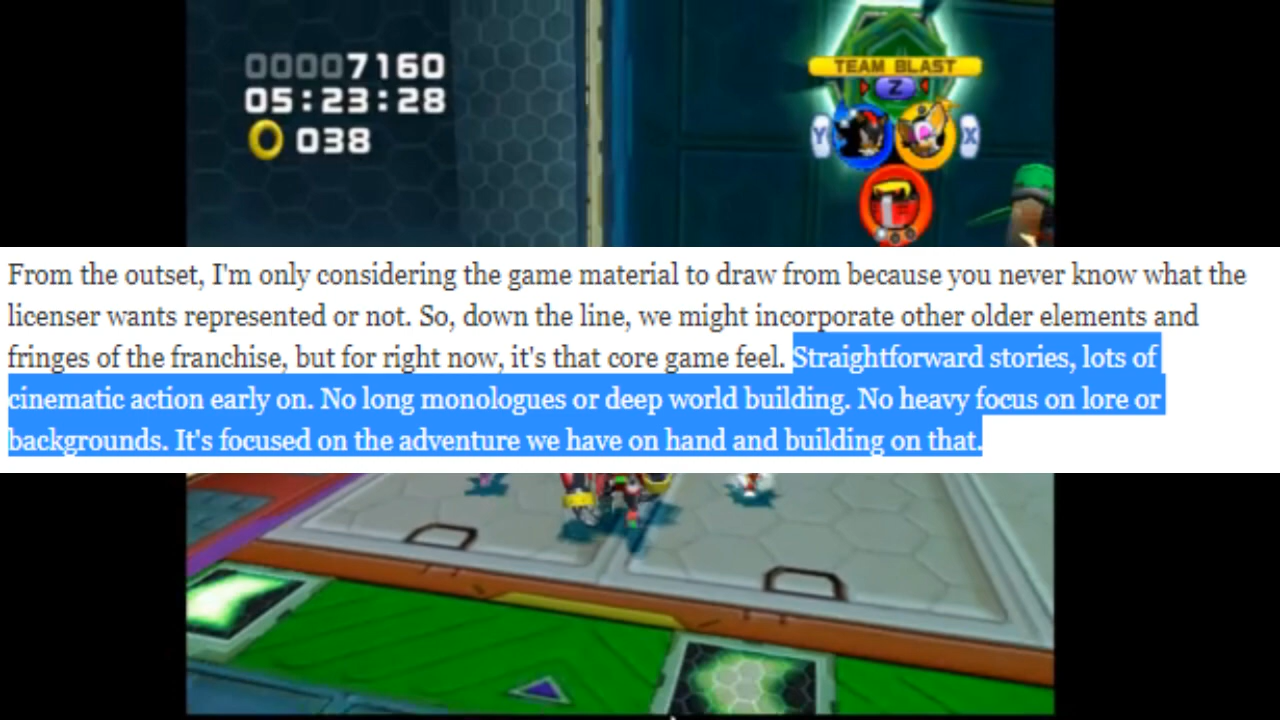 00007160
05:23:28
038
TEAM BLAST
Z
Y X
From the outset, I'm only considering the game material to draw from because you never know what the
licenser wants represented or not. So, down the line, we might incorporate other older elements and
fringes of the franchise, but for right now, it's that core game feel. Straightforward stories, lots of
cinematic action early on. No long monologues or deep world building. No heavy focus on lore or
backgrounds. It's focused on the adventure we have on hand and building on that.